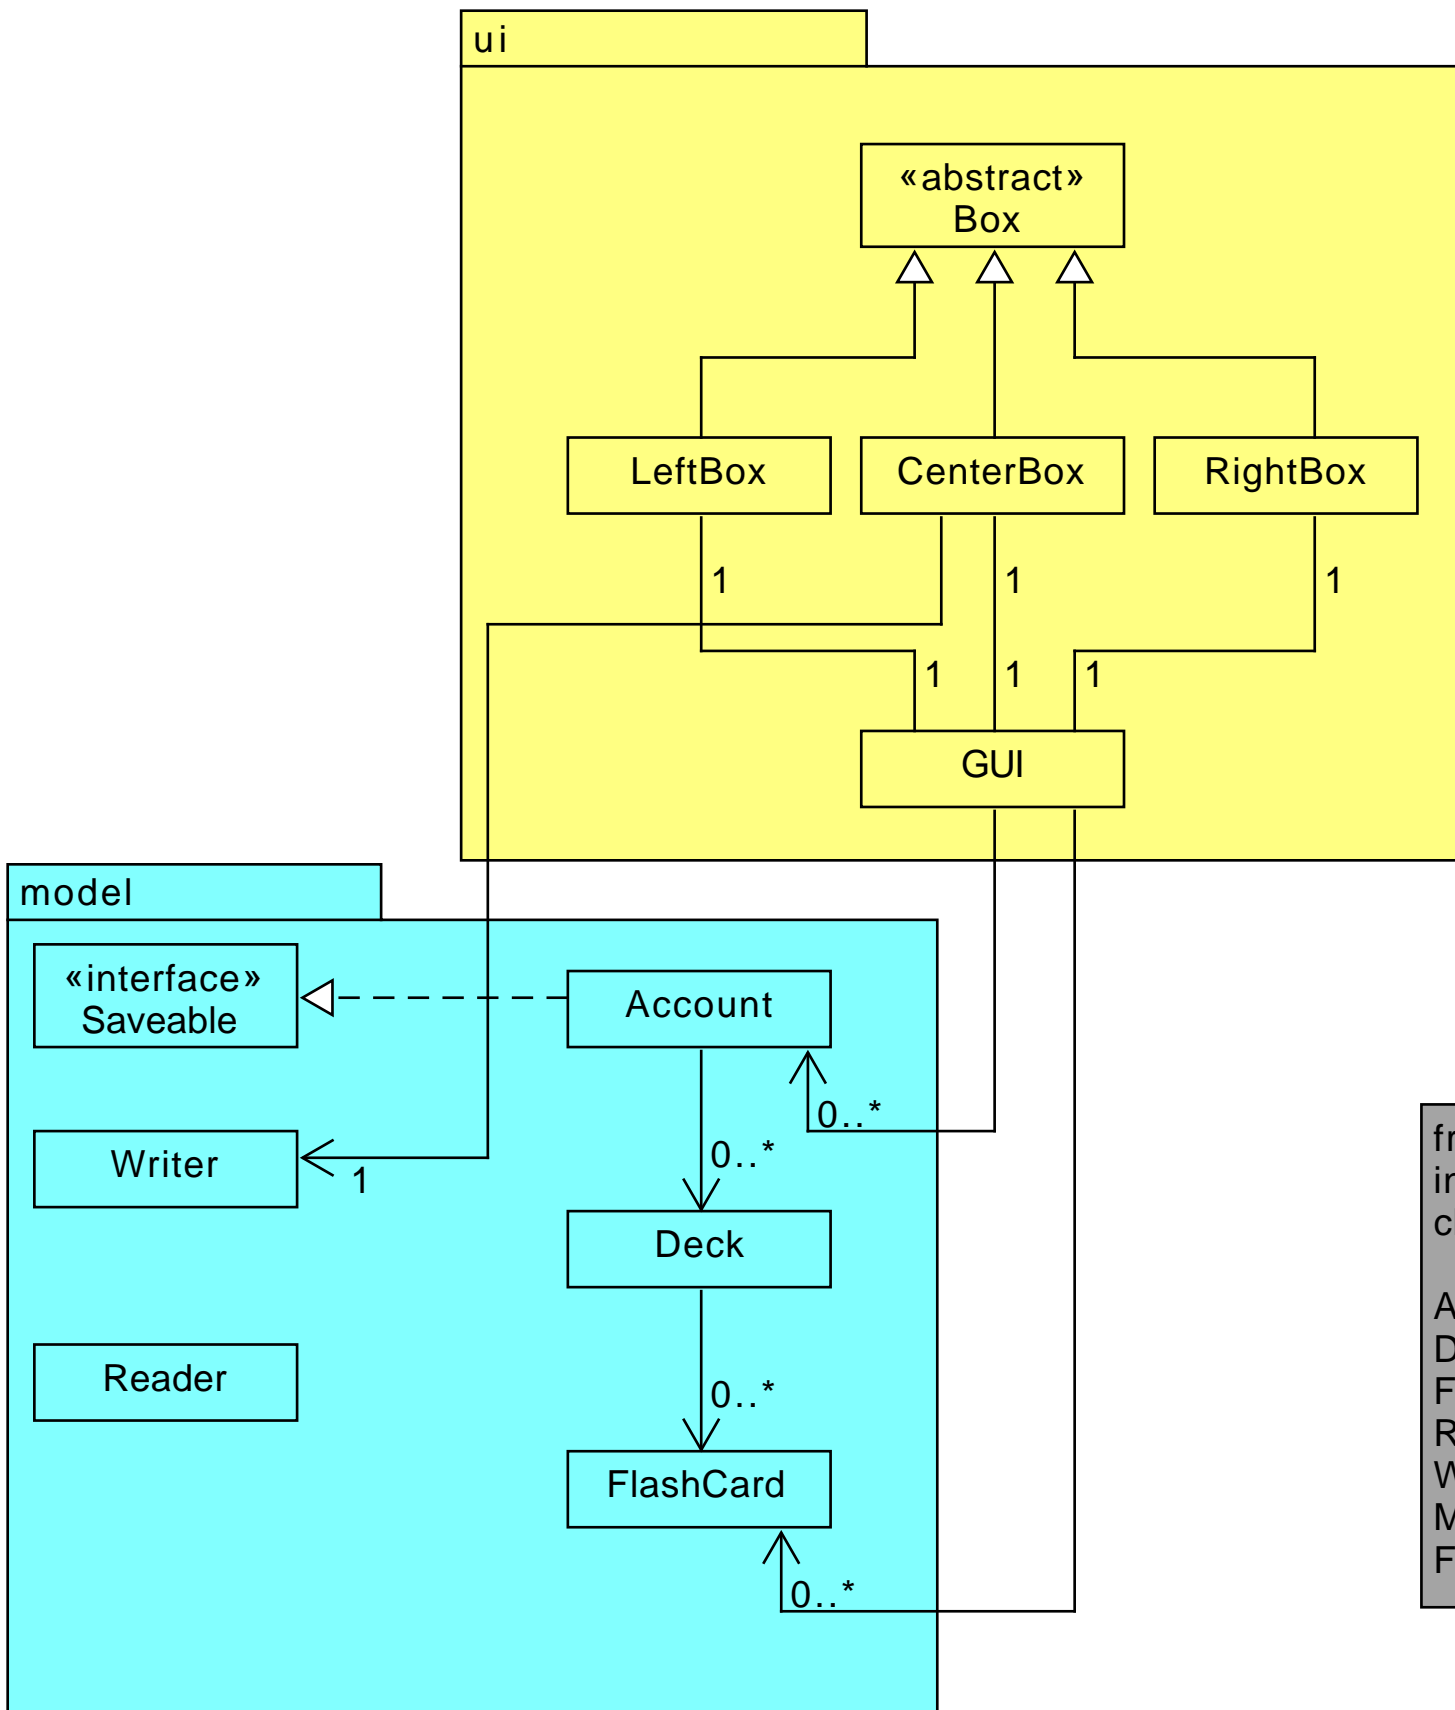 ui
«abstract»
Box
LeftBox
CenterBox
RightBox
1
1
1
1
1
1
GUI
model
«interface»
Saveable
Account
0..*
Writer
1
0..*
Deck
Reader
0..*
FlashCard
0..*